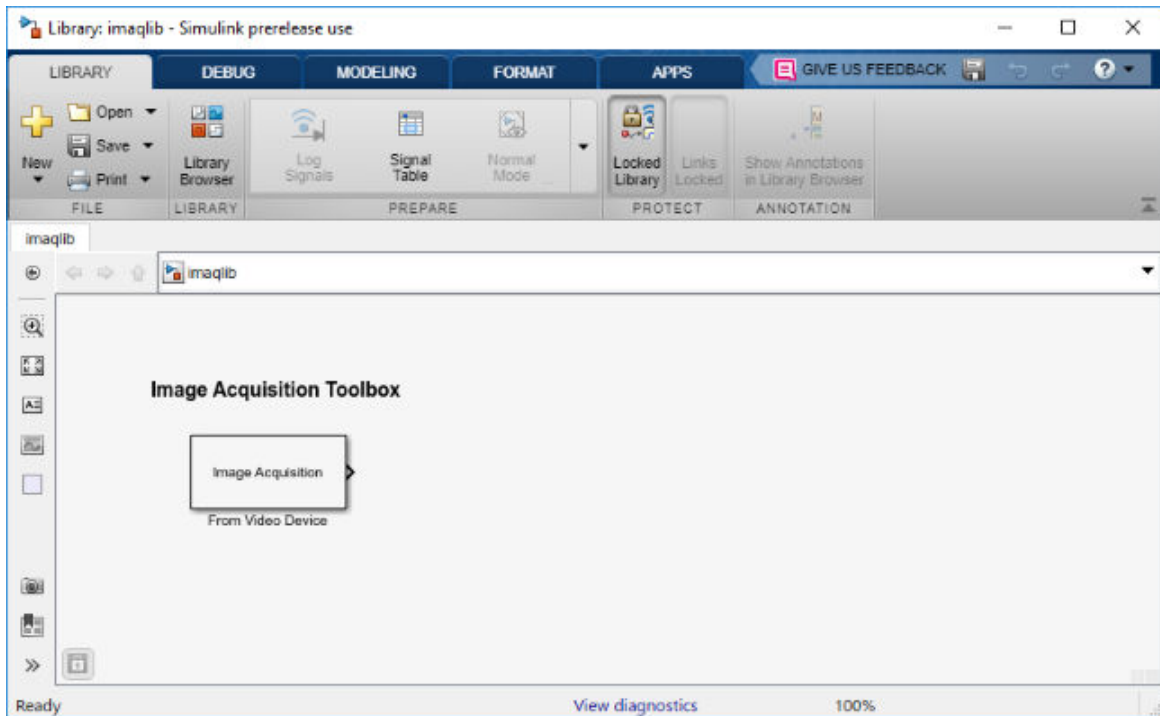 Library: imaqlib - Simulink prerelease use
LIBRARY DEBUG MODELING FORMAT APPS GIVE US FEEDBACK ?
New
Open
Save
Print
Library Browser
Log Signals
Signal Table
Normal Mode
Locked Library
Links Locked
Show Annotations in Library Browser
FILE LIBRARY PREPARE PROTECT ANNOTATION
imaqlib
imaqlib
Image Acquisition Toolbox
Image Acquisition
From Video Device
Ready View diagnostics 100%